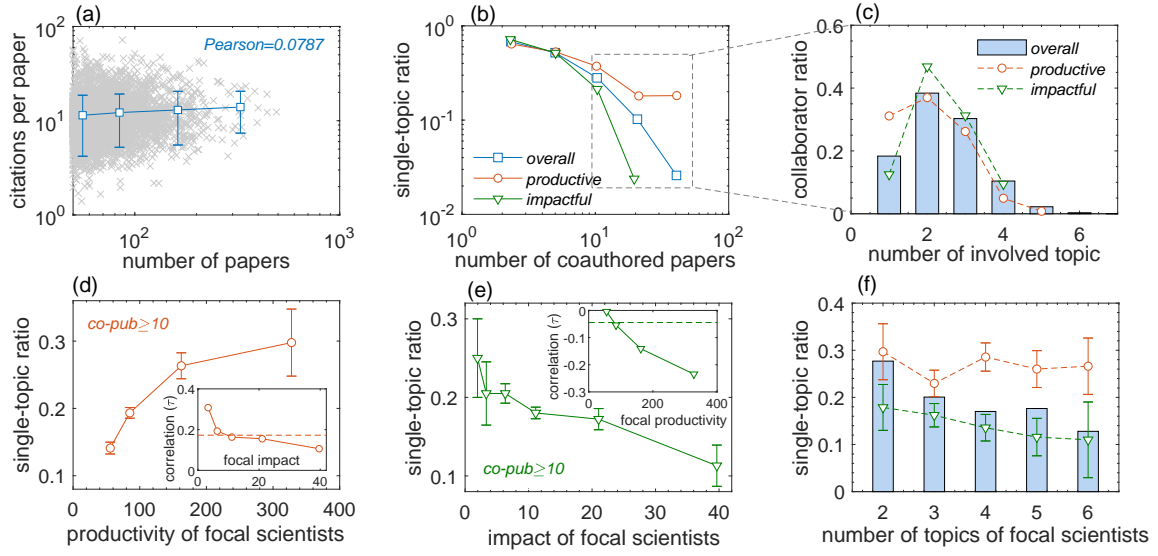 (a)
Pearson=0.0787
citations per paper
10^2
10^1
10^0
10^2
10^3
number of papers
(b)
single-topic ratio
10^0
10^-1
10^-2
overall
productive
impactful
10^0
10^1
10^2
number of coauthored papers
(c)
collaborator ratio
0.6
0.4
0.2
0.0
overall
productive
impactful
0
2
4
6
number of involved topic
(d)
co-pub≥10
single-topic ratio
0.3
0.2
0.1
correlation (τ)
0.4
0.2
0
focal impact
0
20
40
0
80
160
240
320
400
productivity of focal scientists
(e)
single-topic ratio
0.3
0.2
0.1
correlation (τ)
0
-0.1
-0.2
-0.3
focal productivity
0
200
400
co-pub≥10
0
10
20
30
40
impact of focal scientists
(f)
single-topic ratio
0.4
0.3
0.2
0.1
0.0
2
3
4
5
6
number of topics of focal scientists